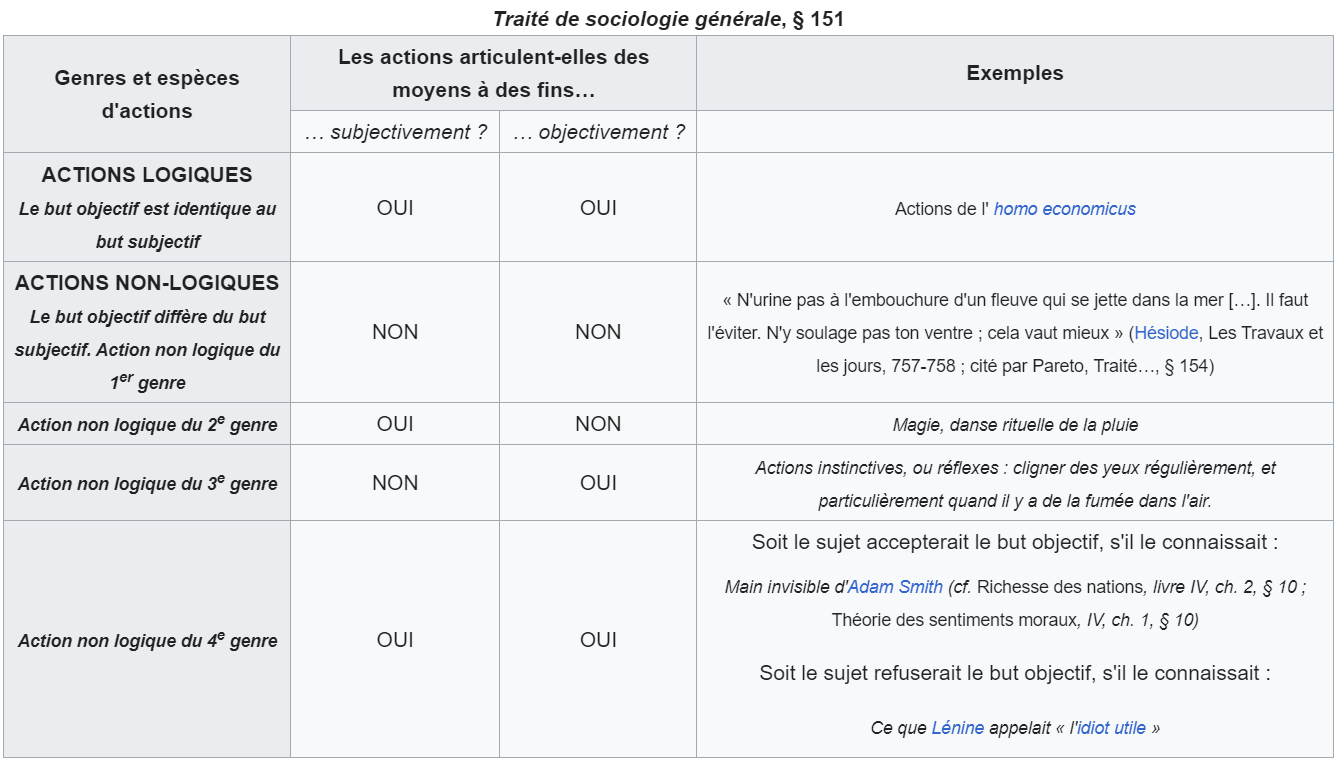 Traité de sociologie générale, § 151
Genres et espèces
d'actions
Les actions articulent-elles des
moyens à des fins…
Exemples
… subjectivement ?
… objectivement ?
ACTIONS LOGIQUES
Le but objectif est identique au
but subjectif
OUI
OUI
Actions de l' homo economicus
ACTIONS NON-LOGIQUES
Le but objectif diffère du but
subjectif. Action non logique du
1er genre
NON
NON
« N'urine pas à l'embouchure d'un fleuve qui se jette dans la mer […]. Il faut
l'éviter. N'y soulage pas ton ventre ; cela vaut mieux » (Hésiode, Les Travaux et
les jours, 757-758 ; cité par Pareto, Traité…, § 154)
Action non logique du 2e genre
OUI
NON
Magie, danse rituelle de la pluie
Action non logique du 3e genre
NON
OUI
Actions instinctives, ou réflexes : cligner des yeux régulièrement, et
particulièrement quand il y a de la fumée dans l'air.
Action non logique du 4e genre
OUI
OUI
Soit le sujet accepterait le but objectif, s'il le connaissait :
Main invisible d'Adam Smith (cf. Richesse des nations, livre IV, ch. 2, § 10 ;
Théorie des sentiments moraux, IV, ch. 1, § 10)
Soit le sujet refuserait le but objectif, s'il le connaissait :
Ce que Lénine appelait « l'idiot utile »